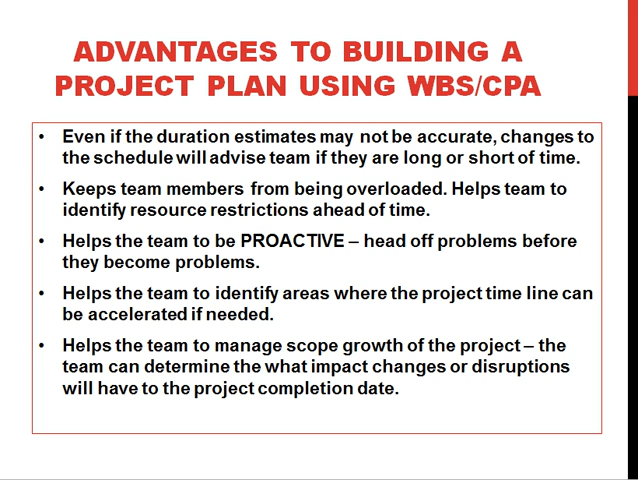 ADVANTAGES TO BUILDING A
PROJECT PLAN USING WBS/CPA
• Even if the duration estimates may not be accurate, changes to
the schedule will advise team if they are long or short of time.
• Keeps team members from being overloaded. Helps team to
identify resource restrictions ahead of time.
• Helps the team to be PROACTIVE – head off problems before
they become problems.
• Helps the team to identify areas where the project time line can
be accelerated if needed.
• Helps the team to manage scope growth of the project – the
team can determine the what impact changes or disruptions
will have to the project completion date.